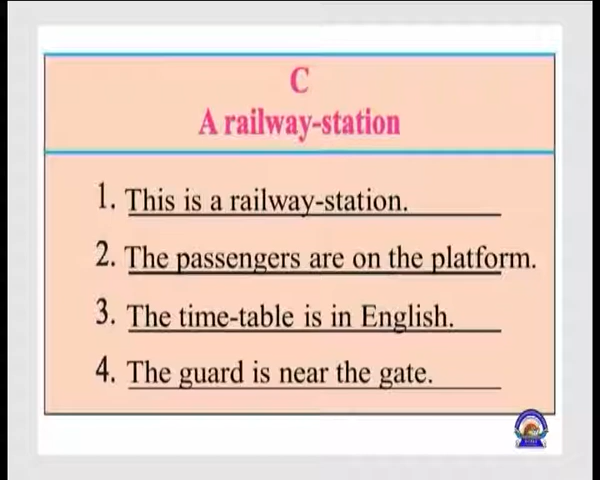 C
A railway-station
1. This is a railway-station.
2. The passengers are on the platform.
3. The time-table is in English.
4. The guard is near the gate.